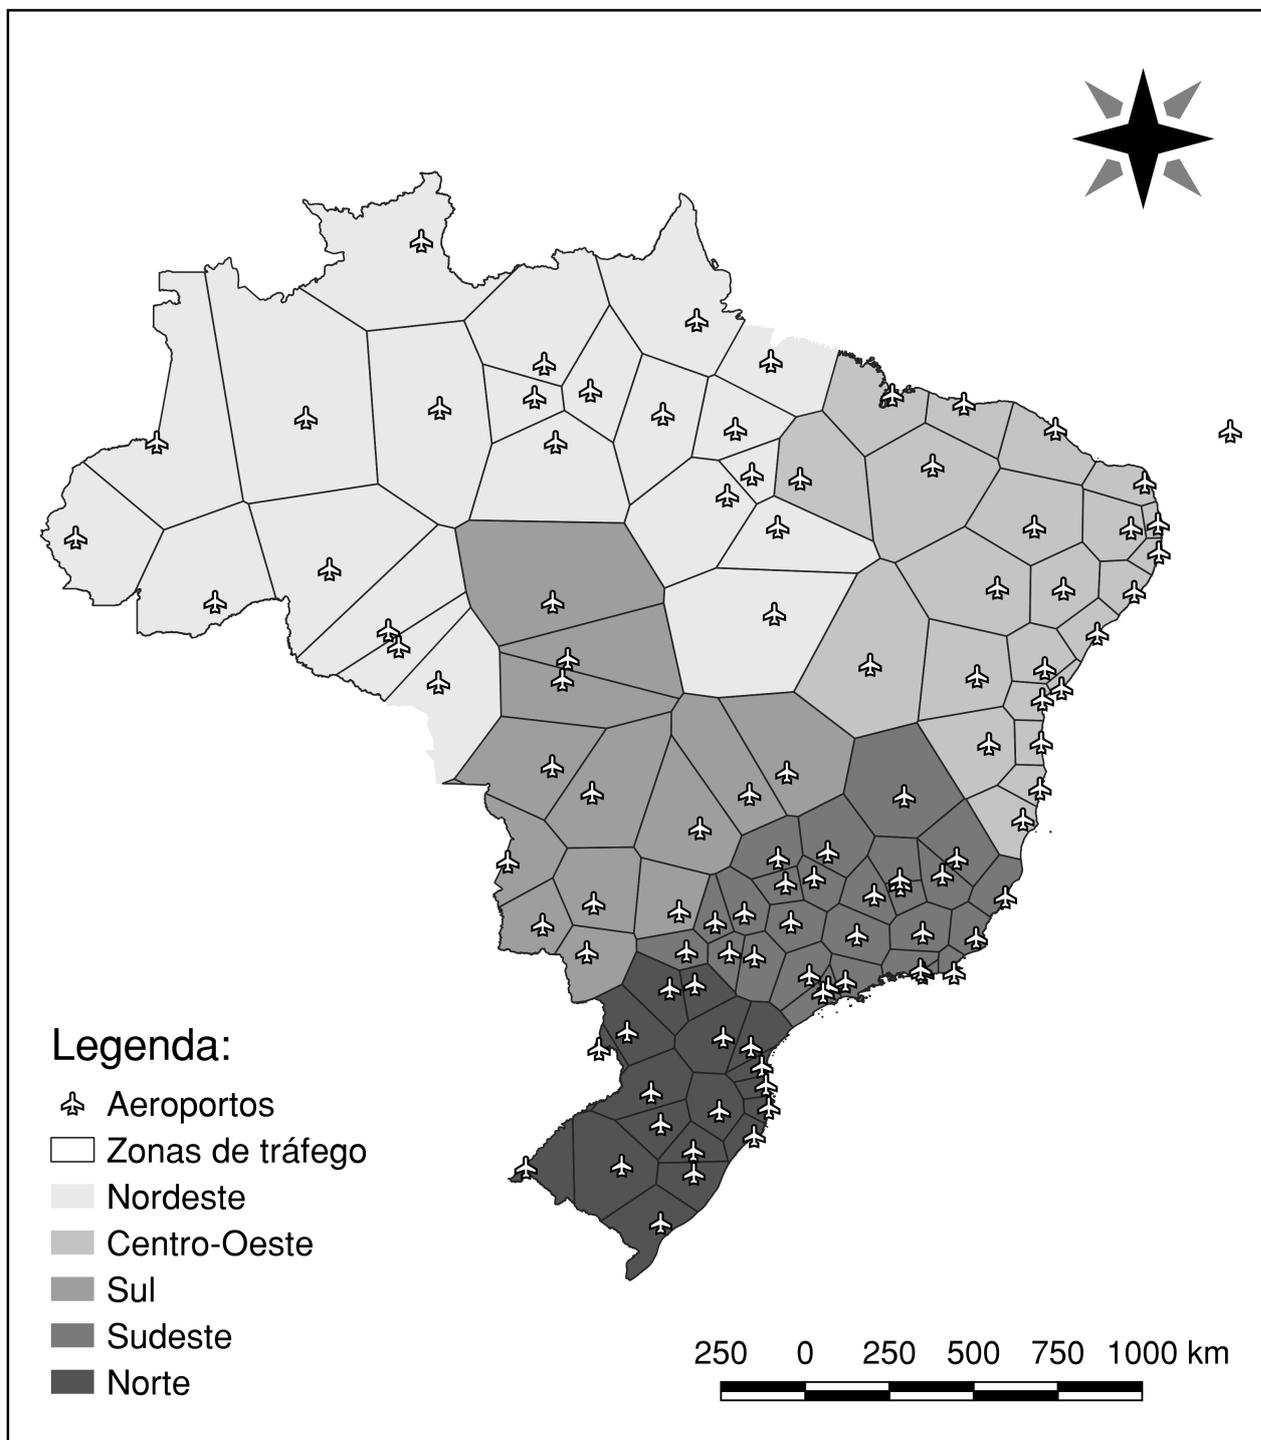 Legenda:
Aeroportos
Zonas de tráfego
Nordeste
Centro-Oeste
Sul
Sudeste
Norte
250 0 250 500 750 1000 km